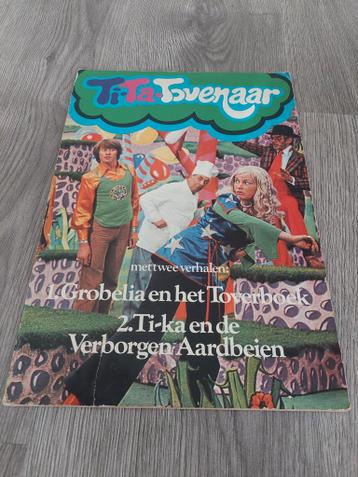 Ti-Ta-Tovenaar
met twee verhalen:
1. Grobelia en het Toverboek
2. Ti-ka en de
Verborgen Aardbeien